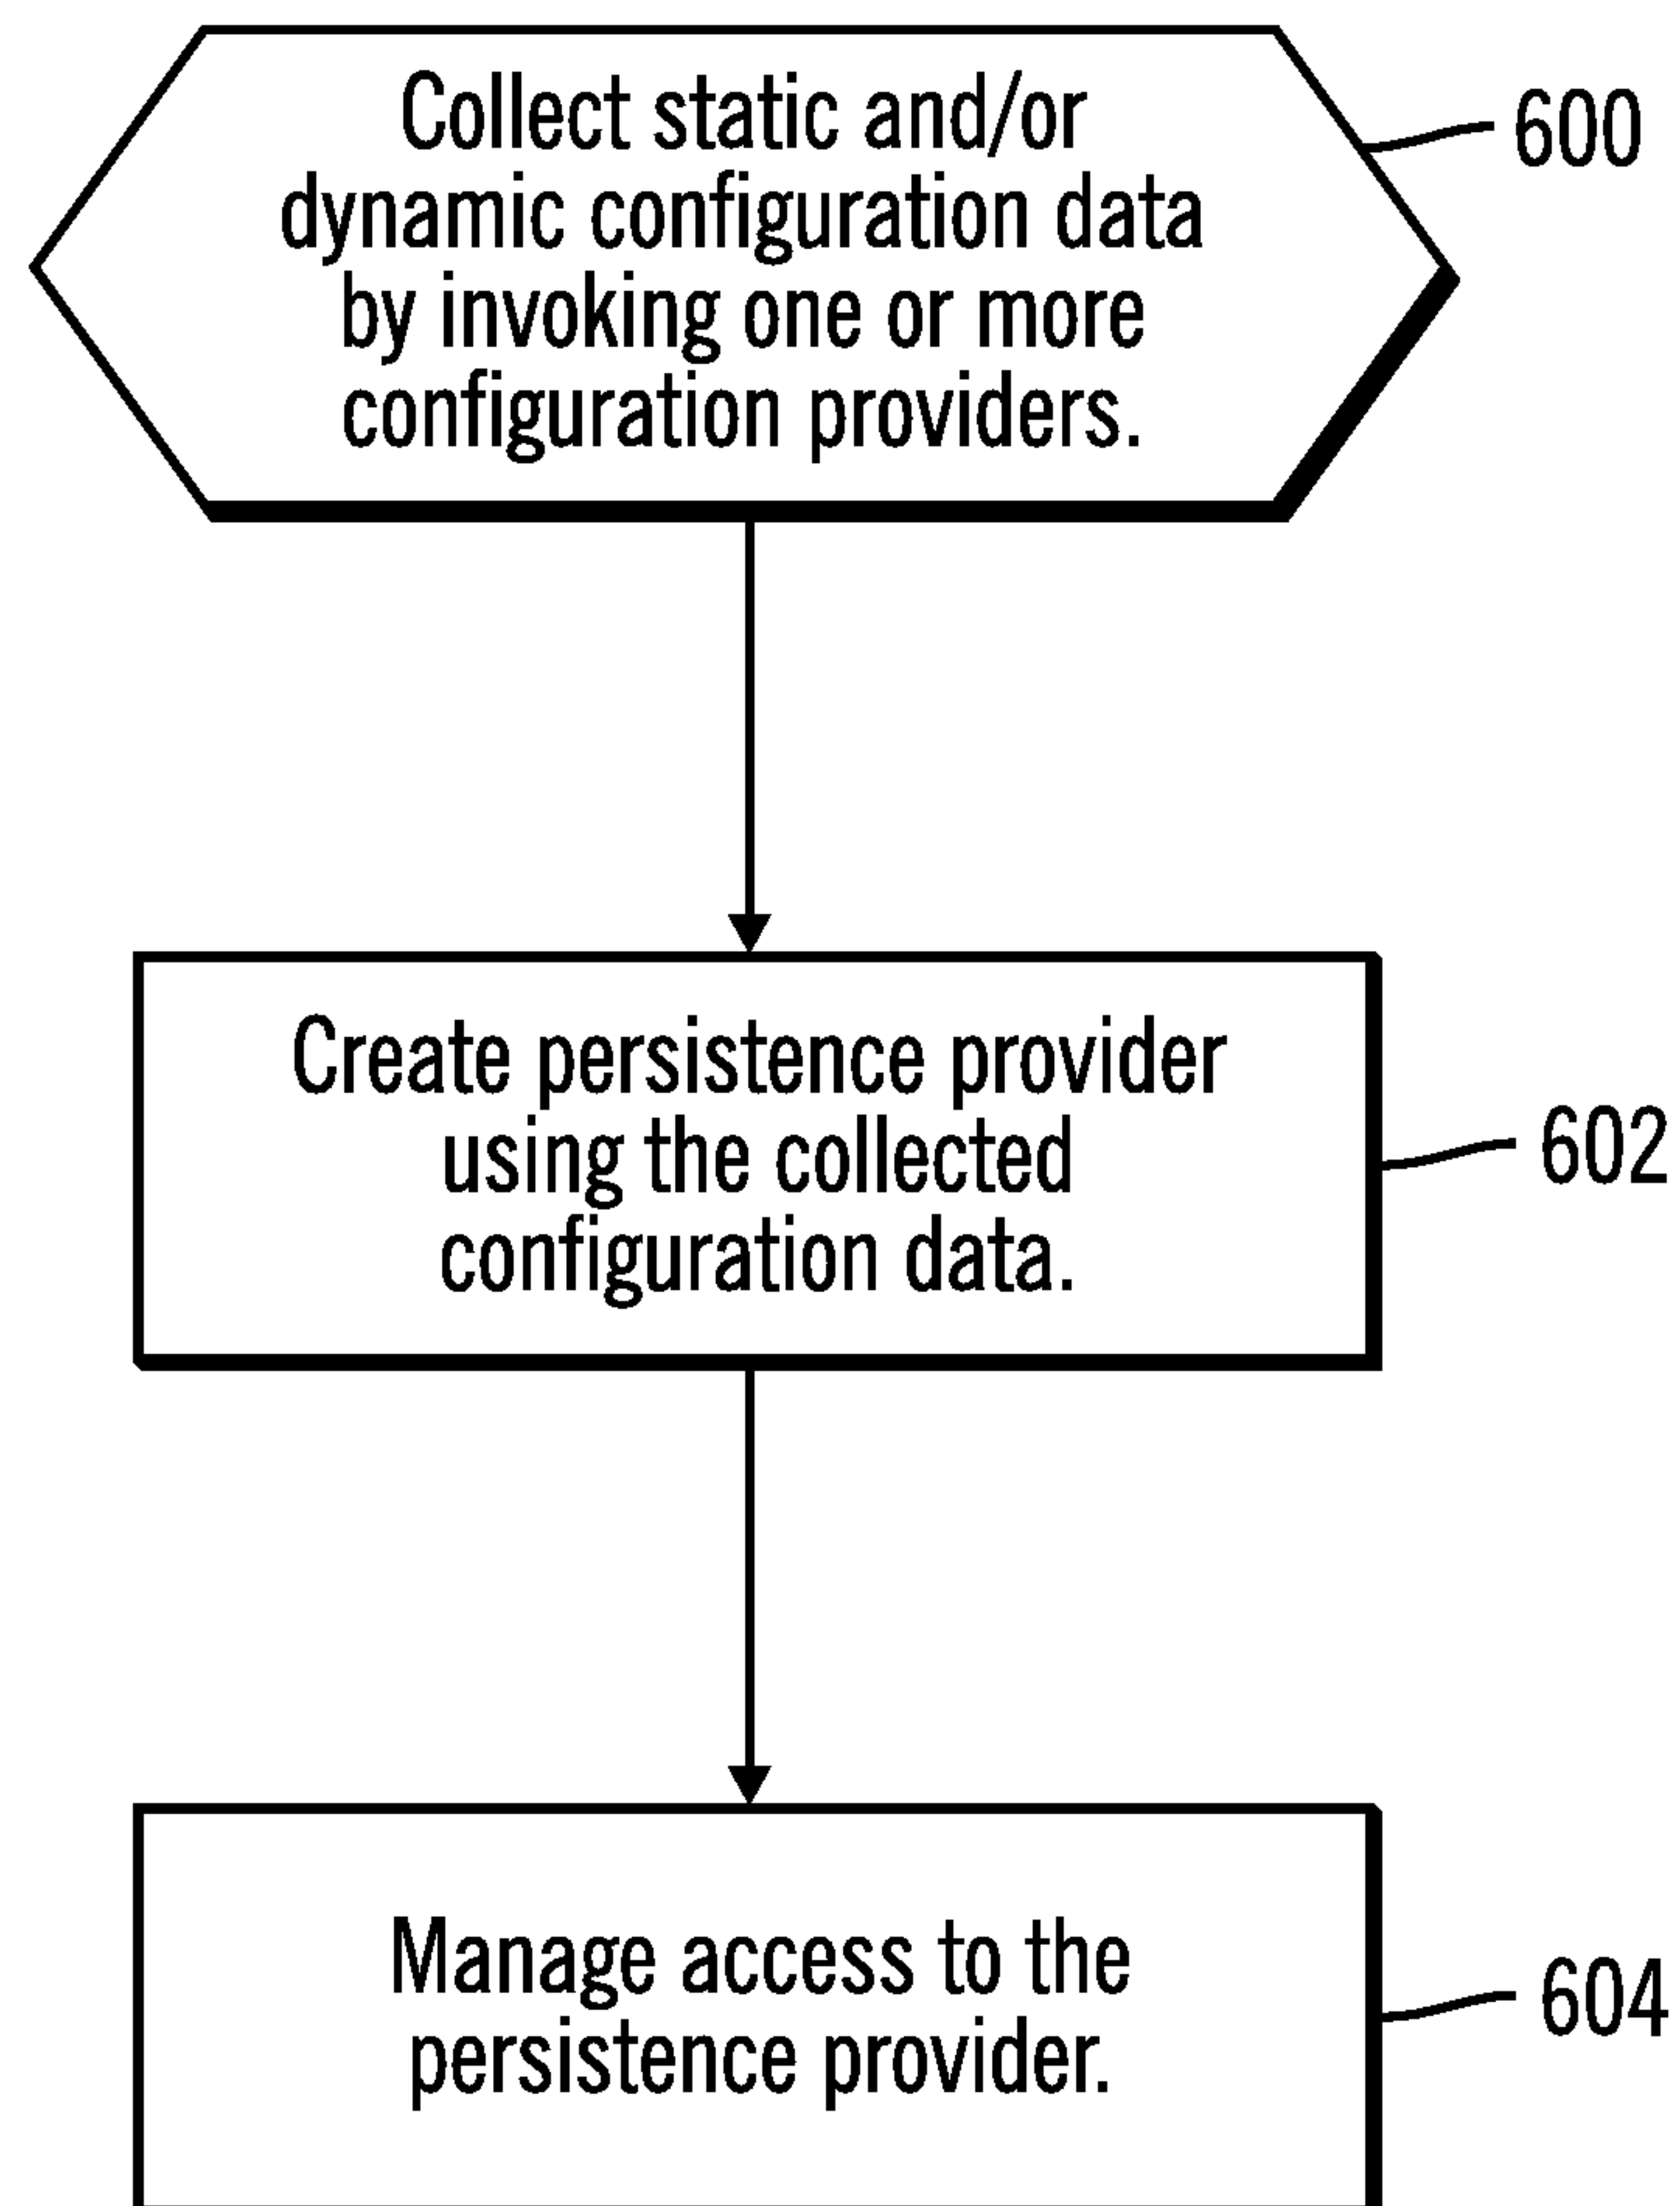 Collect static and/or
dynamic configuration data
by invoking one or more
configuration providers.
600
Create persistence provider
using the collected
configuration data.
602
Manage access to the
persistence provider.
604